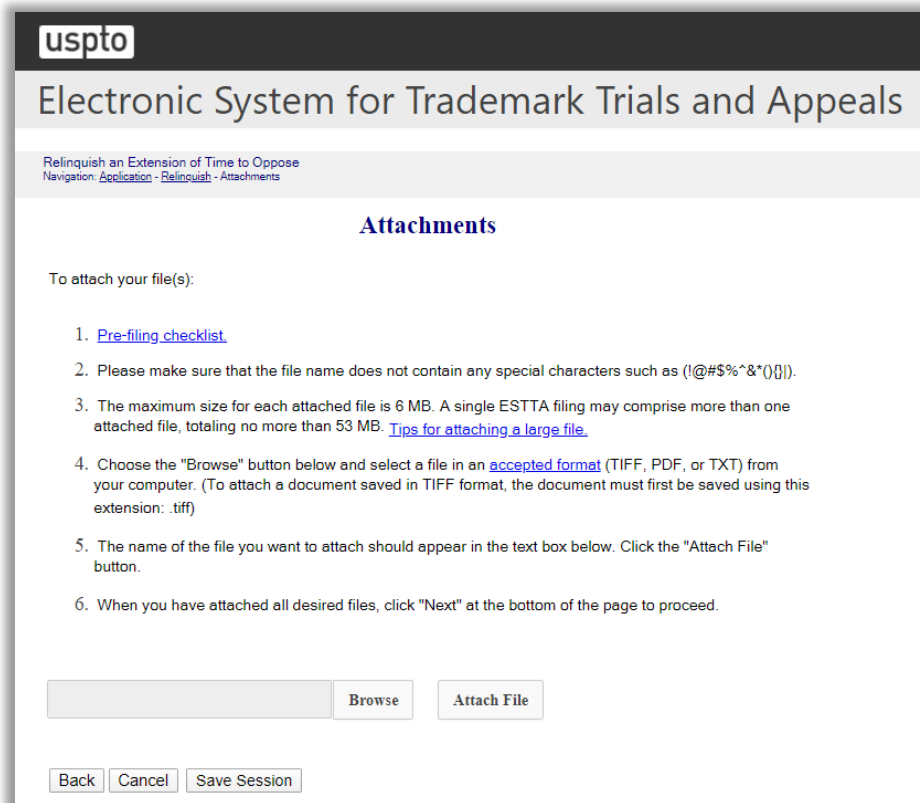 uspto
Electronic System for Trademark Trials and Appeals
Relinquish an Extension of Time to Oppose
Navigation: Application - Relinquish - Attachments
Attachments
To attach your file(s):
1. Pre-filing checklist.
2. Please make sure that the file name does not contain any special characters such as (!@#$%^&*(){}|).
3. The maximum size for each attached file is 6 MB. A single ESTTA filing may comprise more than one
attached file, totaling no more than 53 MB. Tips for attaching a large file.
4. Choose the "Browse" button below and select a file in an accepted format (TIFF, PDF, or TXT) from
your computer. (To attach a document saved in TIFF format, the document must first be saved using this
extension: .tiff)
5. The name of the file you want to attach should appear in the text box below. Click the "Attach File"
button.
6. When you have attached all desired files, click "Next" at the bottom of the page to proceed.
Browse Attach File
Back Cancel Save Session